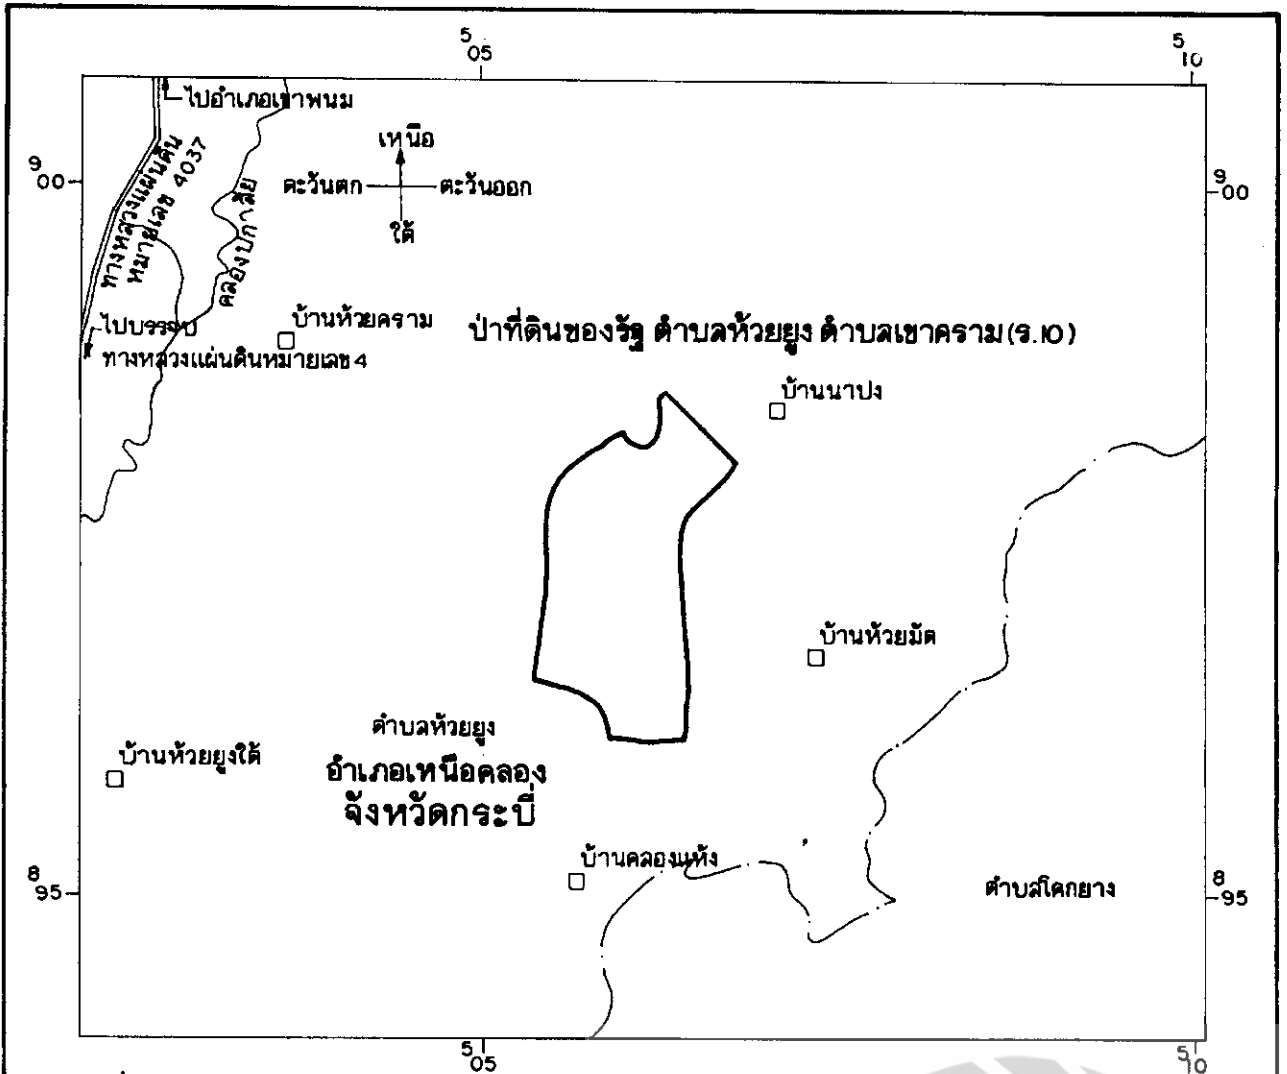 5
05
5
10
ไปอำเภอเขาพนม
เหนือ
ตะวันตก
ตะวันออก
ใต้
9
00
9
00
ทางหลวงแผ่นดิน
หมายเลข 4037
คลองปกาสัย
ไปบรรจบ
ทางหลวงแผ่นดินหมายเลข 4
บ้านห้วยคราม
ป่าที่ดินของรัฐ ตำบลห้วยยูง ตำบลเขาคราม (ร.10)
บ้านนาปง
บ้านห้วยมัด
ตำบลห้วยยูง
บ้านห้วยยูงใต้
อำเภอเหนือคลอง
จังหวัดกระบี่
บ้านคลองแห้ง
8
95
8
95
ตำบลโคกยาง
5
05
5
10